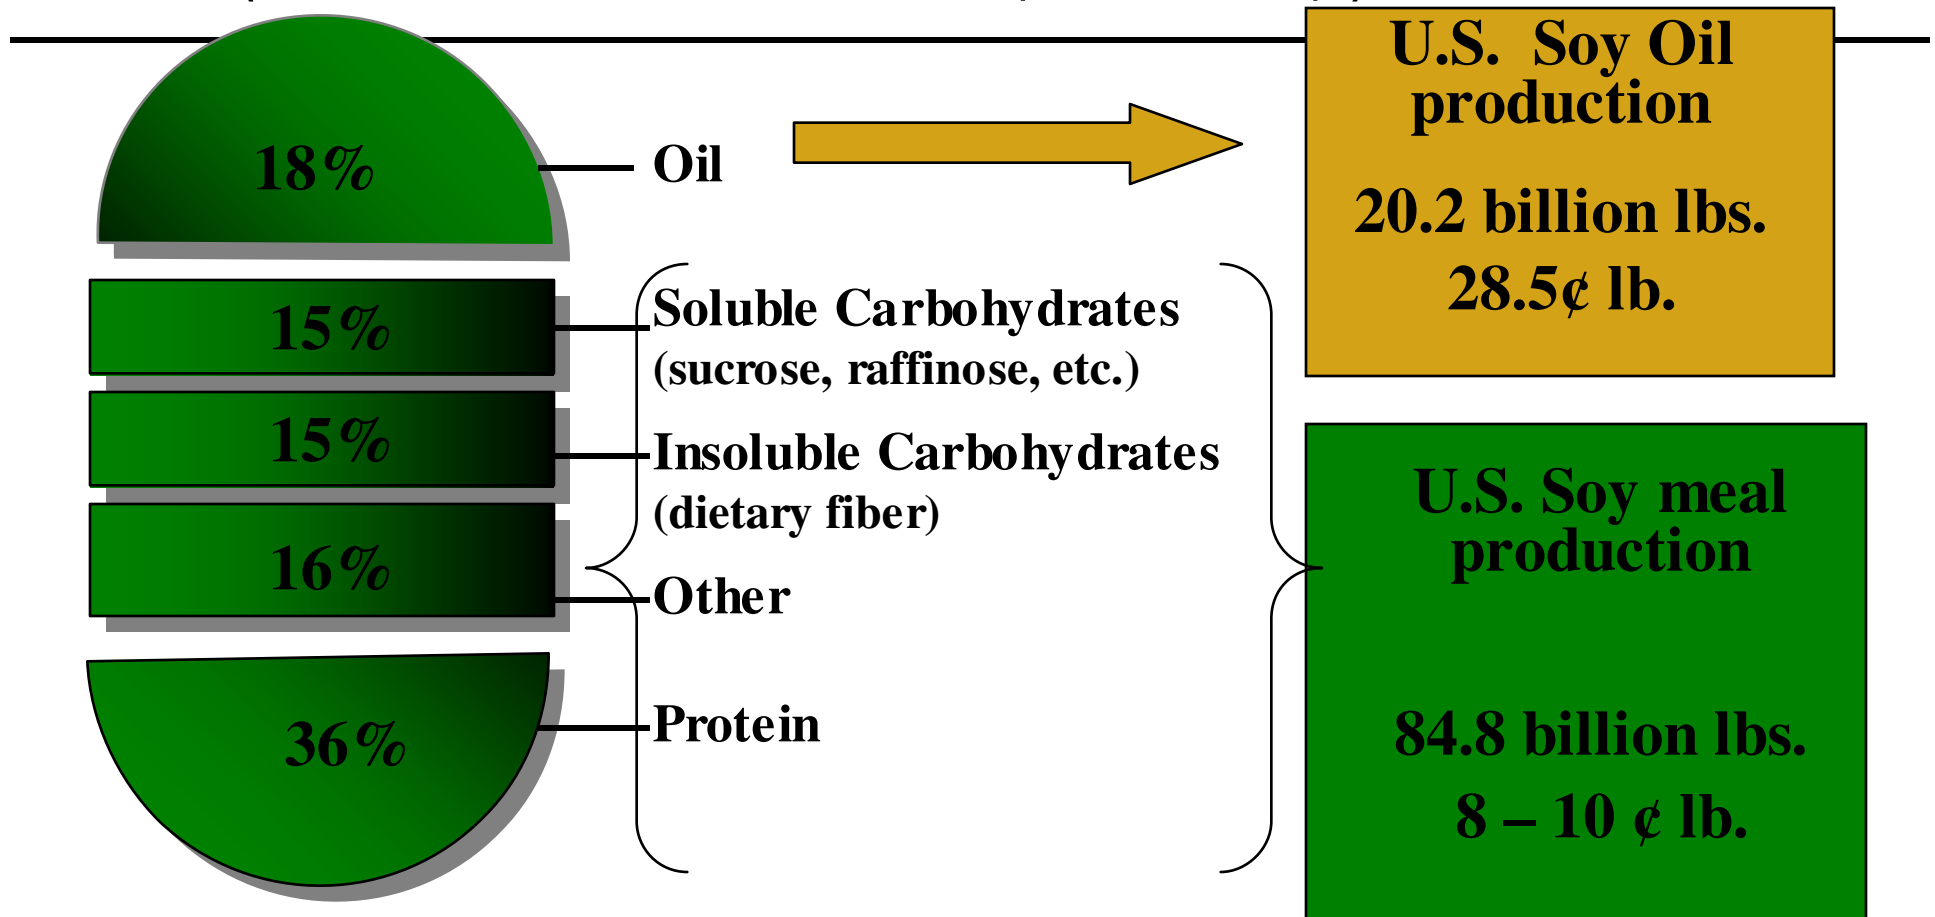 18%
Oil
15%
Soluble Carbohydrates
(sucrose, raffinose, etc.)
15%
Insoluble Carbohydrates
(dietary fiber)
16%
Other
36%
Protein
U.S. Soy Oil
production
20.2 billion lbs.
28.5¢ lb.
U.S. Soy meal
production
84.8 billion lbs.
8 – 10 ¢ lb.